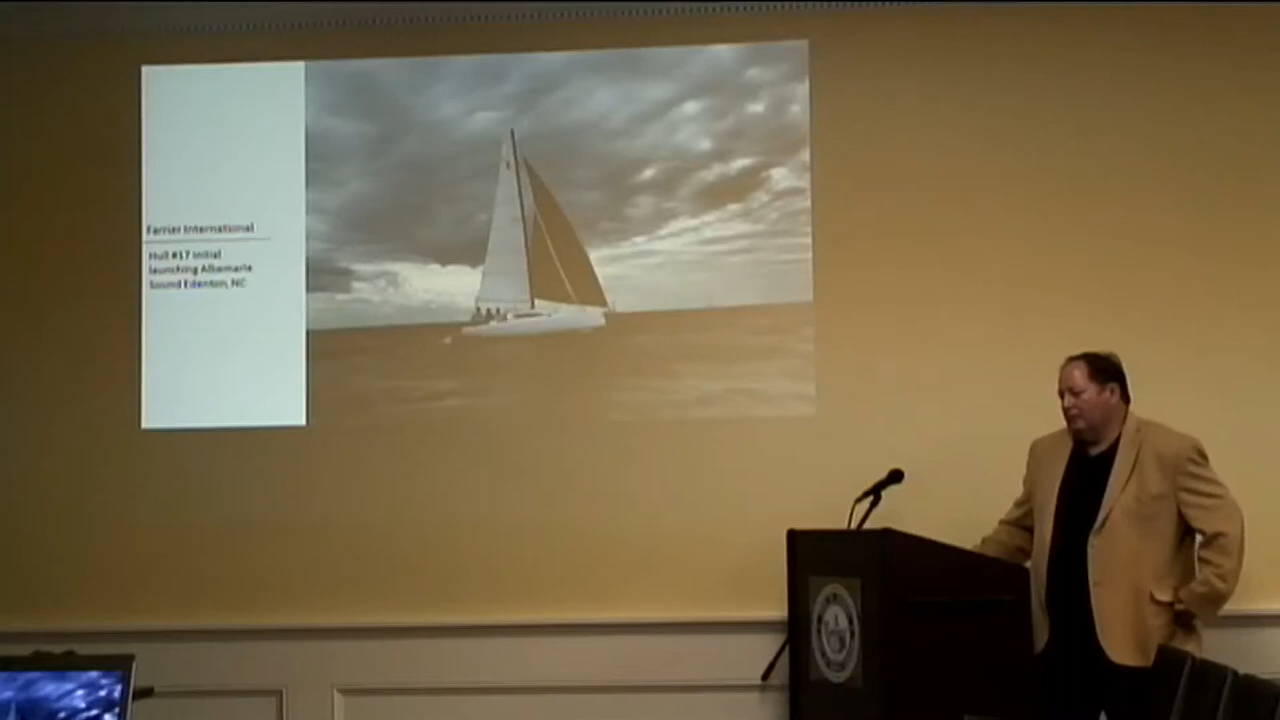 Farrier International
Hull #17 Initial
launching Albemarle
Sound Edenton, NC